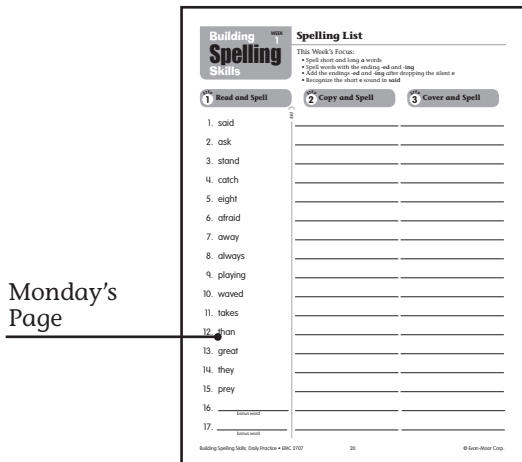 Building
WEEK
1
Spelling
Skills
Spelling List
This Week's Focus:
• Spell short and long a words
• Spell words with the ending -ed and -ing
• Add the endings -ed and -ing after dropping the silent e
• Recognize the short e sound in said
STEP 1 Read and Spell
STEP 2 Copy and Spell
STEP 3 Cover and Spell
1. said
2. ask
3. stand
4. catch
5. eight
6. afraid
7. away
8. always
9. playing
10. waved
11. takes
12. than
13. great
14. they
15. prey
16. ____________
bonus word
17. ____________
bonus word
Monday's
Page
Building Spelling Skills, Daily Practice • EMC 2707
20
© Evan-Moor Corp.